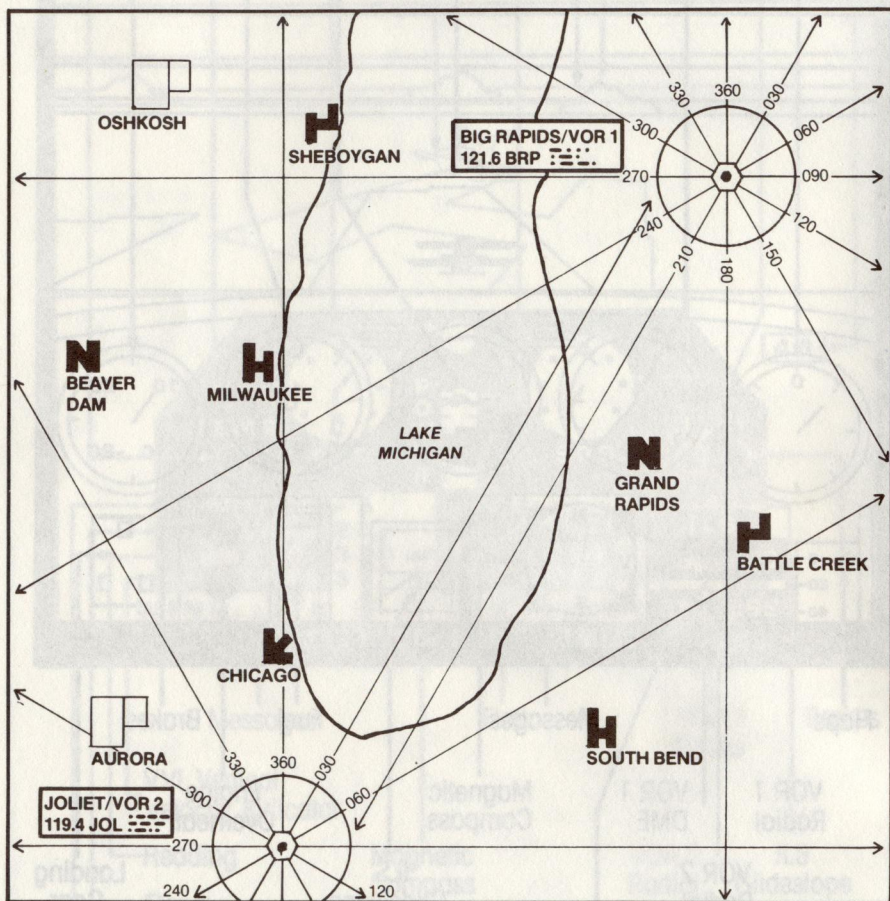 360
330
030
300
060
270
090
240
120
210
150
180
OSHKOSH
SHEBOYGAN
BIG RAPIDS/VOR 1
121.6 BRP
N
BEAVER
DAM
H
MILWAUKEE
LAKE
MICHIGAN
N
GRAND
RAPIDS
BATTLE CREEK
CHICAGO
H
SOUTH BEND
AURORA
JOLIET/VOR 2
119.4 JOL
360
330
030
300
060
270
240
120